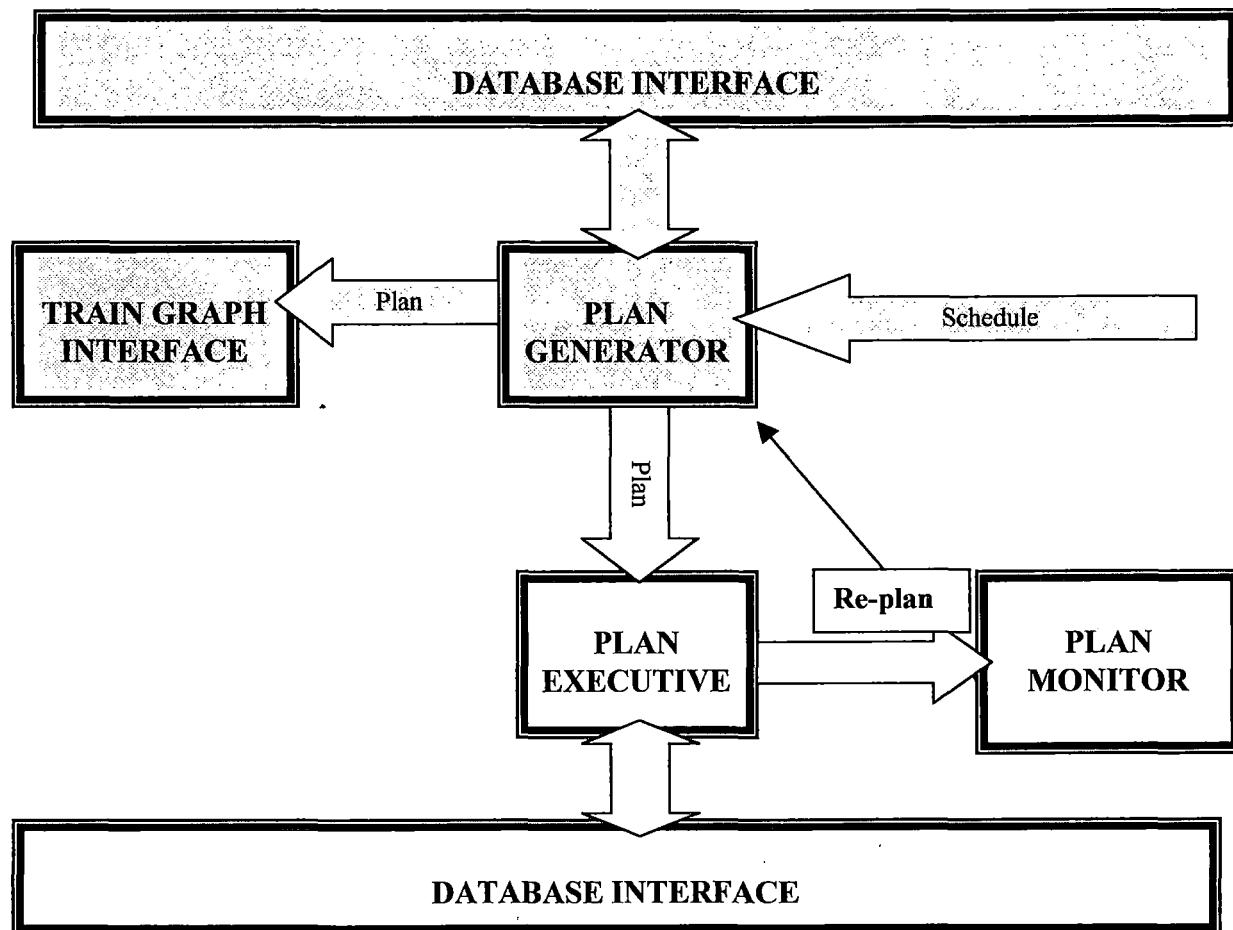 DATABASE INTERFACE
TRAIN GRAPH
INTERFACE
Plan
PLAN
GENERATOR
Schedule
Plan
Re-plan
PLAN
EXECUTIVE
PLAN
MONITOR
DATABASE INTERFACE